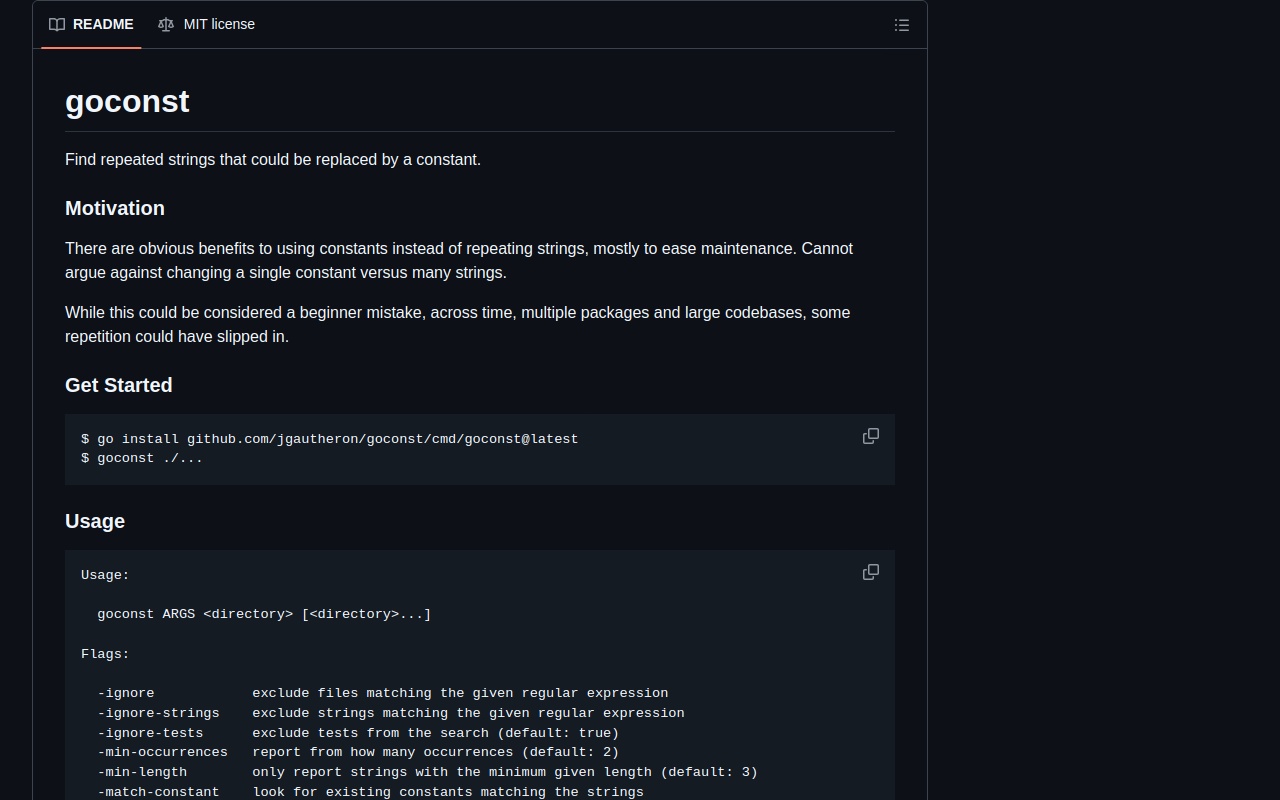 README
MIT license
goconst
Find repeated strings that could be replaced by a constant.
Motivation
There are obvious benefits to using constants instead of repeating strings, mostly to ease maintenance. Cannot
argue against changing a single constant versus many strings.
While this could be considered a beginner mistake, across time, multiple packages and large codebases, some
repetition could have slipped in.
Get Started
$ go install github.com/jgautheron/goconst/cmd/goconst@latest
$ goconst ./...
Usage
Usage:
  goconst ARGS <directory> [<directory>...]
Flags:
  -ignore            exclude files matching the given regular expression
  -ignore-strings    exclude strings matching the given regular expression
  -ignore-tests      exclude tests from the search (default: true)
  -min-occurrences   report from how many occurrences (default: 2)
  -min-length        only report strings with the minimum given length (default: 3)
  -match-constant    look for existing constants matching the strings